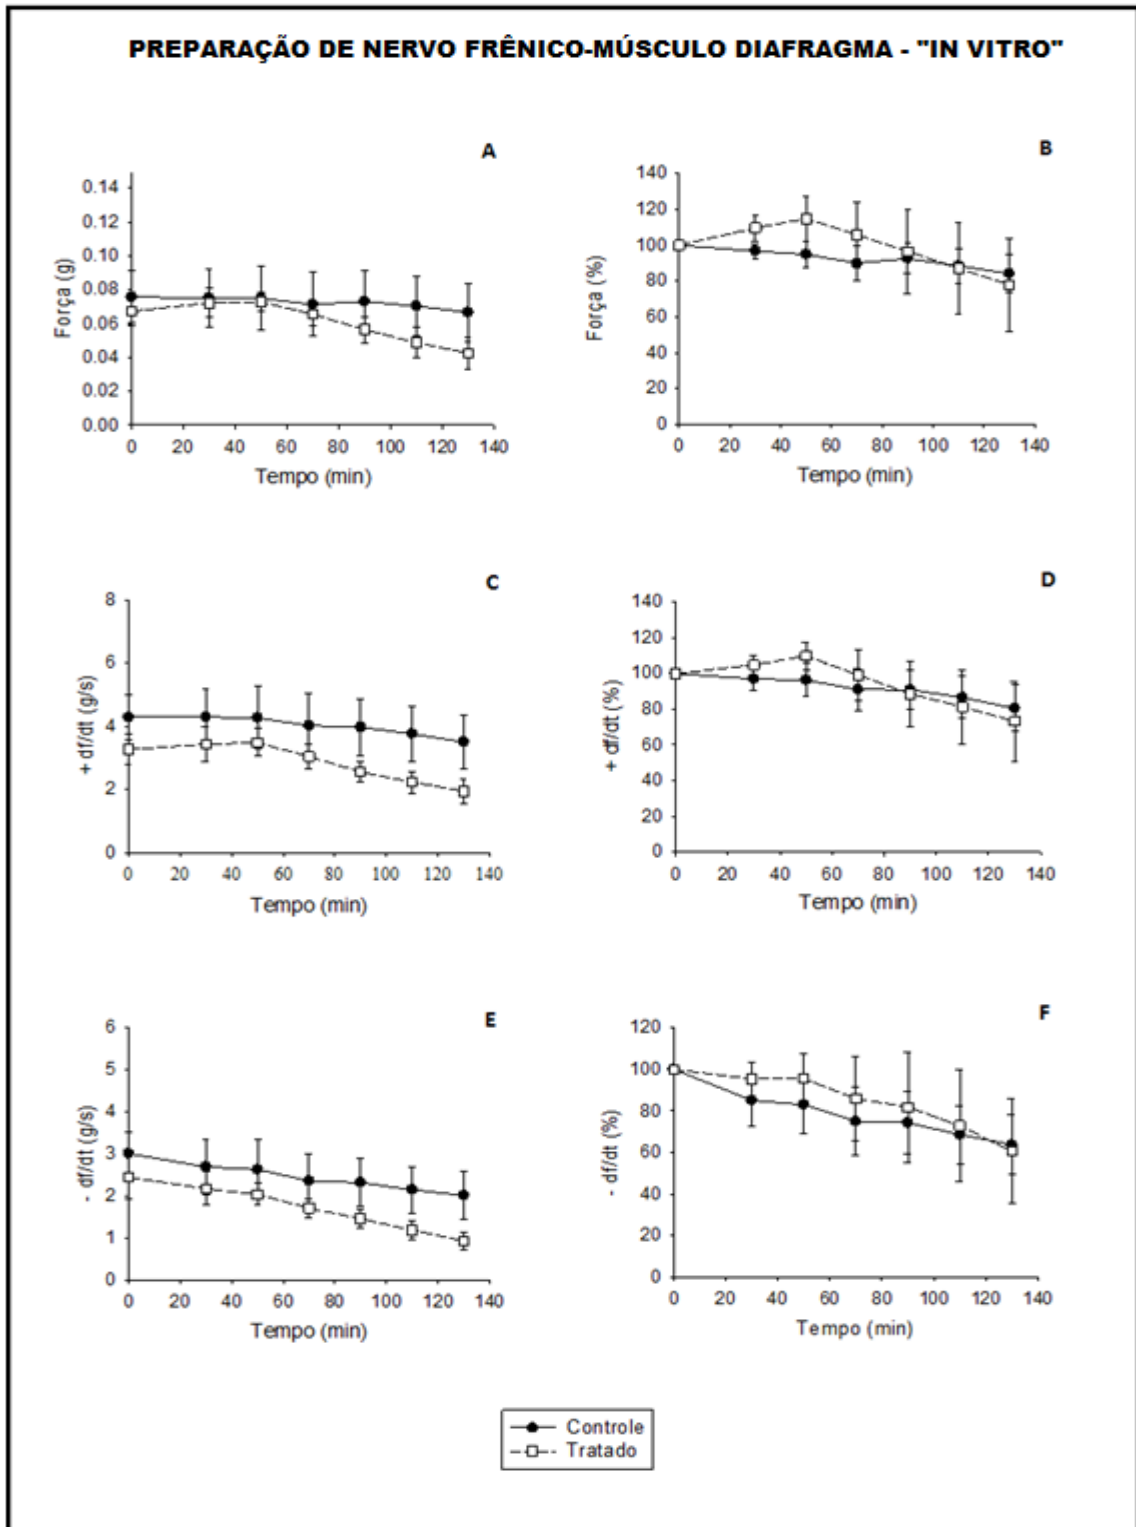 PREPARAÇÃO DE NERVO FRÊNICO-MÚSCULO DIAFRAGMA - "IN VITRO"
A
Força (g)
0.14
0.12
0.10
0.08
0.06
0.04
0.02
0.00
0 20 40 60 80 100 120 140
Tempo (min)
B
Força (%)
140
120
100
80
60
40
20
0
0 20 40 60 80 100 120 140
Tempo (min)
C
+ df/dt (g/s)
8
6
4
2
0
0 20 40 60 80 100 120 140
Tempo (min)
D
+ df/dt (%)
140
120
100
80
60
40
20
0
0 20 40 60 80 100 120 140
Tempo (min)
E
- df/dt (g/s)
6
5
4
3
2
1
0
0 20 40 60 80 100 120 140
Tempo (min)
F
- df/dt (%)
120
100
80
60
40
20
0
0 20 40 60 80 100 120 140
Tempo (min)
Controle
Tratado